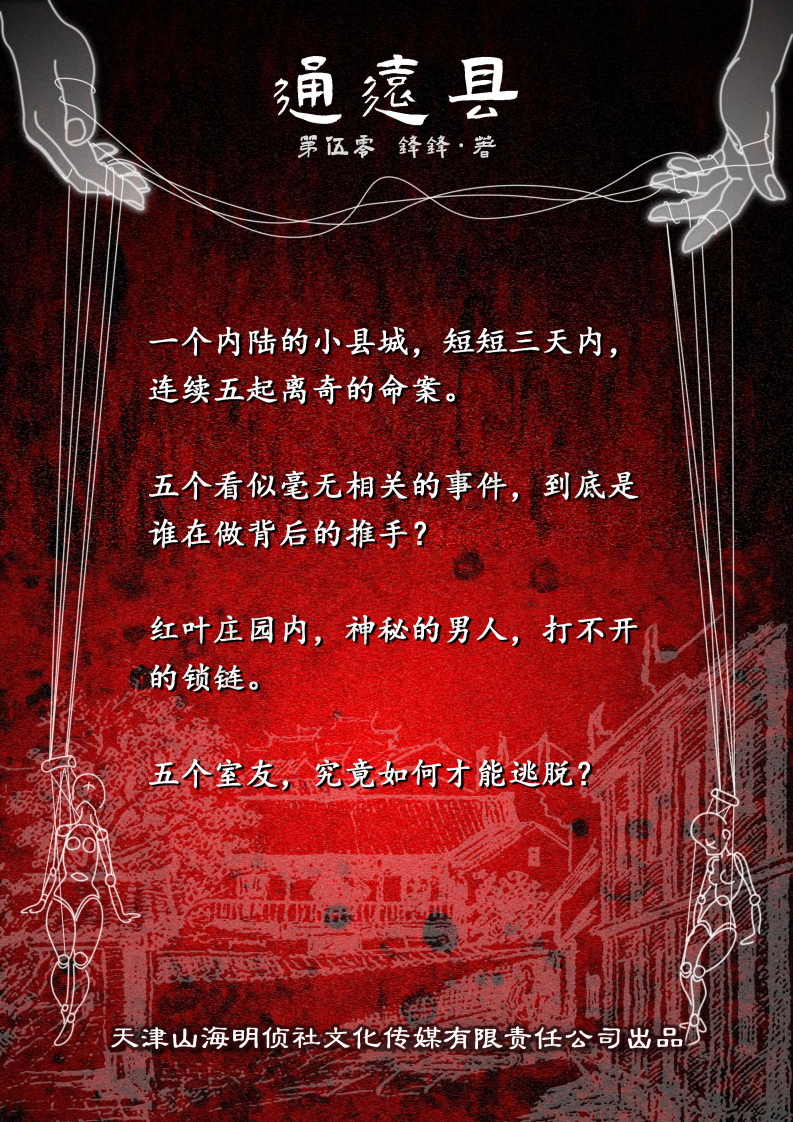 通遠县
第伍零 鋒鋒·著
一个内陆的小县城，短短三天内，
连续五起离奇的命案。
五个看似毫无相关的事件，到底是
谁在做背后的推手？
红叶庄园内，神秘的男人，打不开
的锁链。
五个室友，究竟如何才能逃脱？
天津山海明侦社文化传媒有限责任公司出品